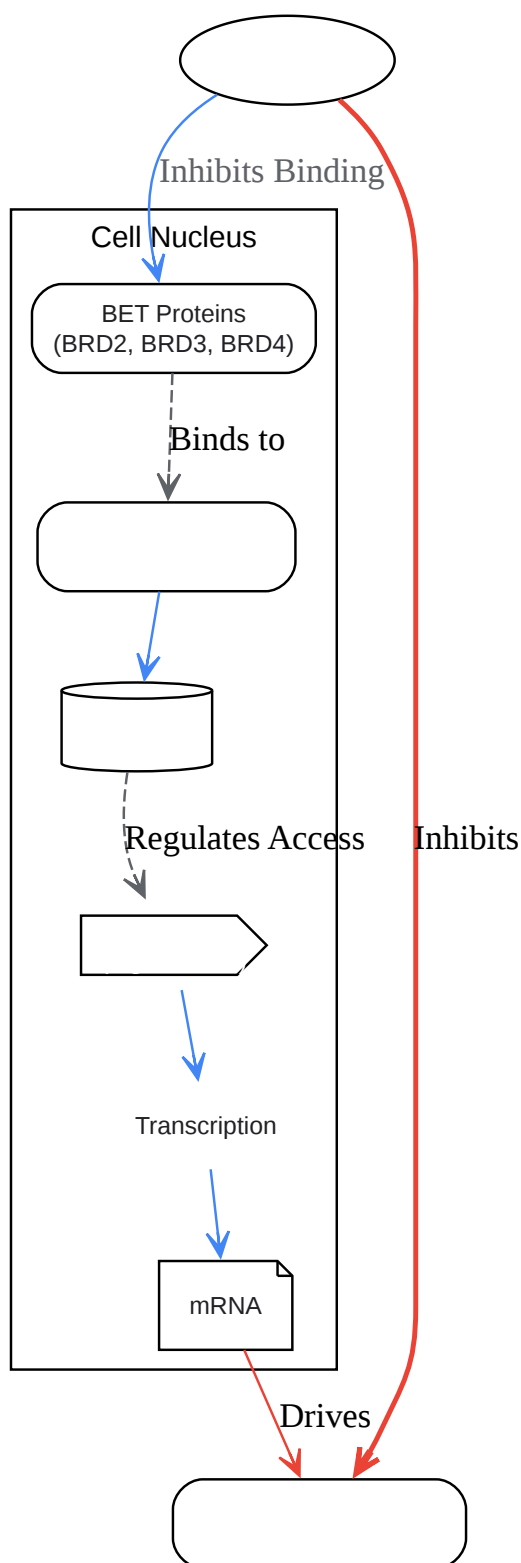 Inhibits Binding
Cell Nucleus
BET Proteins
(BRD2, BRD3, BRD4)
Binds to
Regulates Access
Inhibits
Transcription
mRNA
Drives